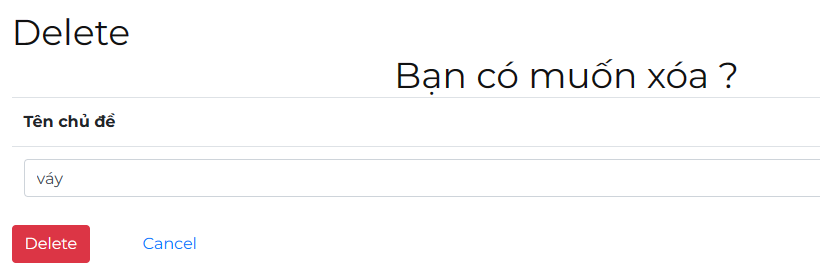 Delete
Bạn có muốn xóa ?
Tên chủ đề
váy
Delete Cancel